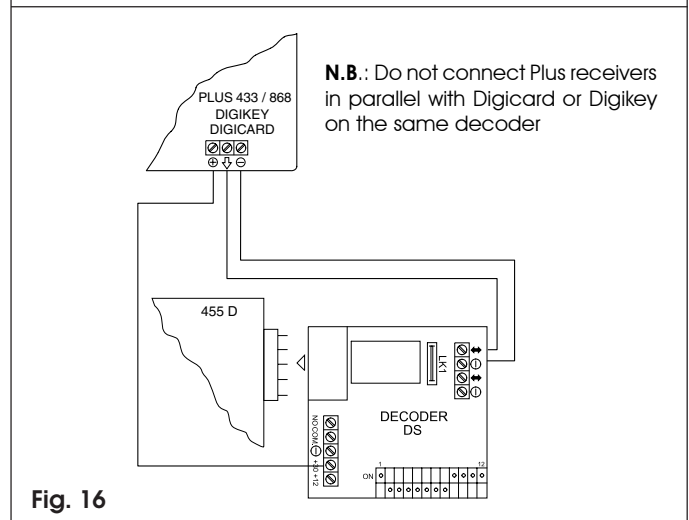 N.B.: Do not connect Plus receivers
in parallel with Digicard or Digikey
on the same decoder
PLUS 433 / 868
DIGIKEY
DIGICARD
455 D
LK1
DECODER
DS
NO COM +30 +12
1 12
ON
Fig. 16